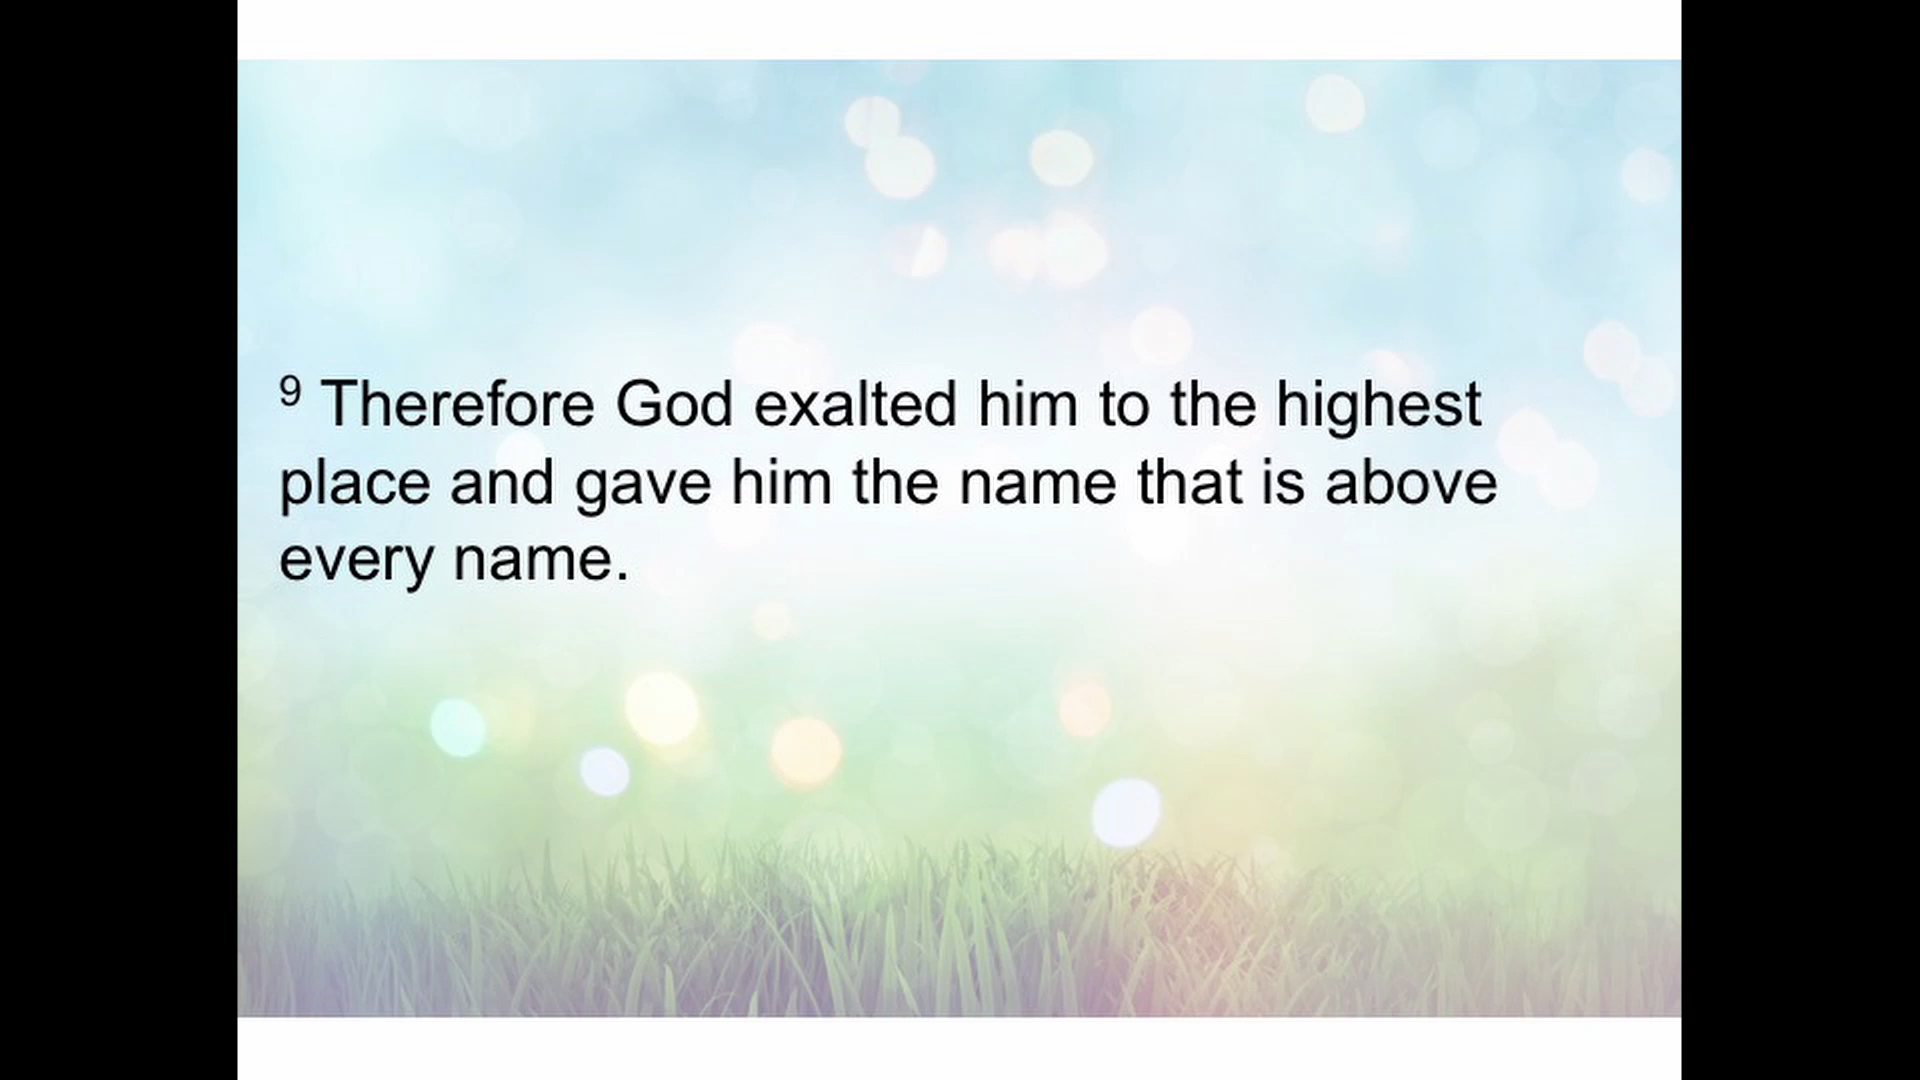 9 Therefore God exalted him to the highest
place and gave him the name that is above
every name.